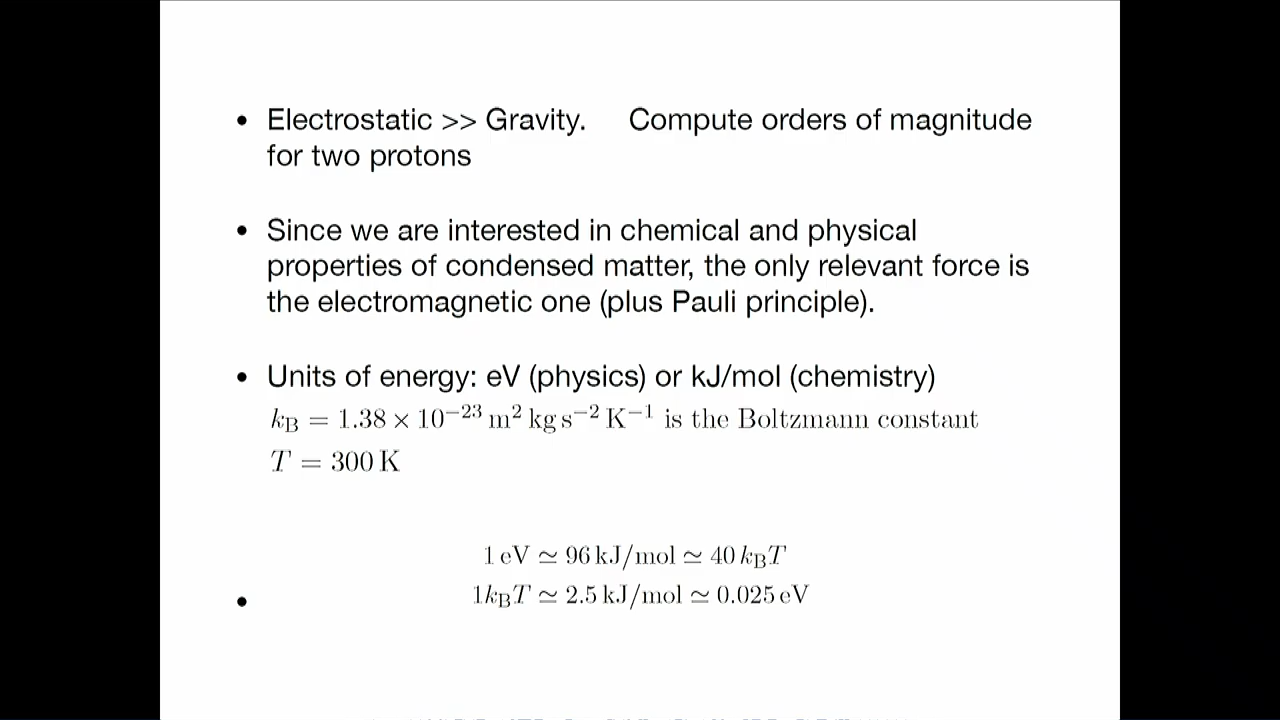 • Electrostatic >> Gravity. Compute orders of magnitude
for two protons
• Since we are interested in chemical and physical
properties of condensed matter, the only relevant force is
the electromagnetic one (plus Pauli principle).
• Units of energy: eV (physics) or kJ/mol (chemistry)
k_B = 1.38 × 10⁻²³ m² kg s⁻² K⁻¹ is the Boltzmann constant
T = 300 K
1 eV ≃ 96 kJ/mol ≃ 40 k_BT
• 1k_BT ≃ 2.5 kJ/mol ≃ 0.025 eV